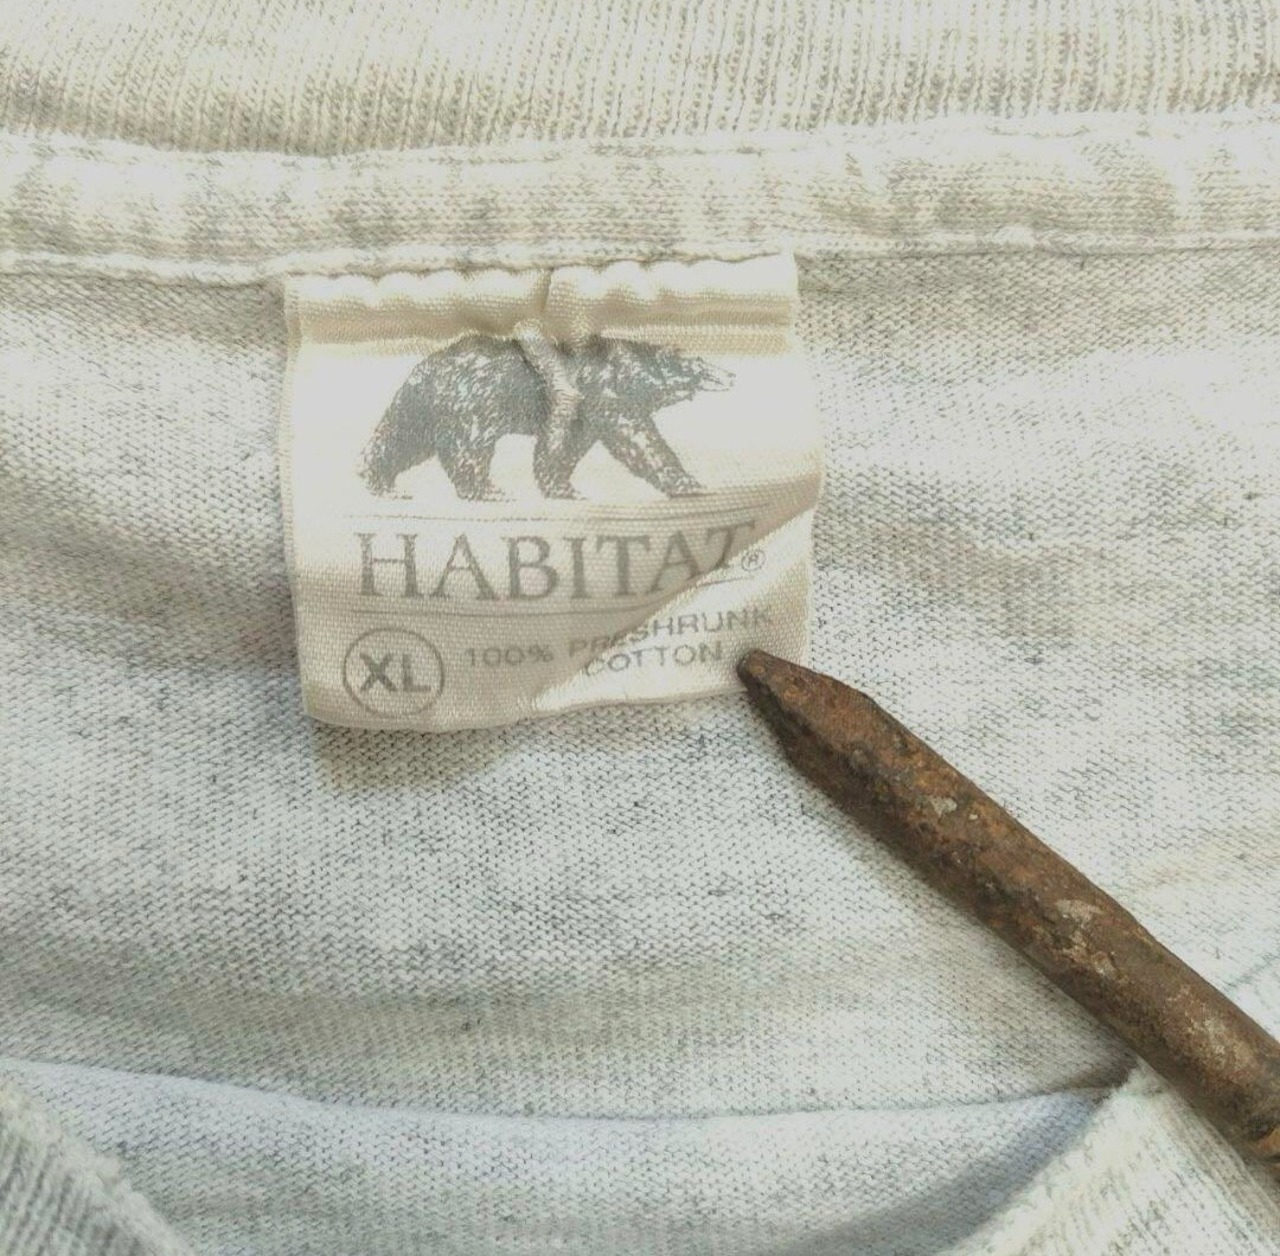 HABITAT®
XL
100% PRESHRUNK
COTTON